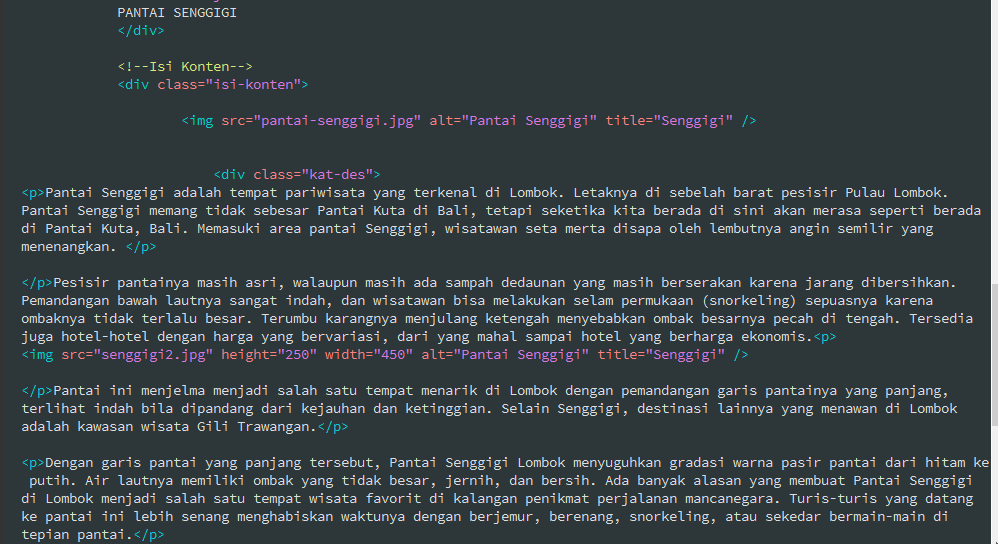 PANTAI SENGGIGI
</div>
<!--Isi Konten-->
<div class="isi-konten">
<img src="pantai-senggigi.jpg" alt="Pantai Senggigi" title="Senggigi" />
<div class="kat-des">
<p>Pantai Senggigi adalah tempat pariwisata yang terkenal di Lombok. Letaknya di sebelah barat pesisir Pulau Lombok.
Pantai Senggigi memang tidak sebesar Pantai Kuta di Bali, tetapi seketika kita berada di sini akan merasa seperti berada
di Pantai Kuta, Bali. Memasuki area pantai Senggigi, wisatawan seta merta disapa oleh lembutnya angin semilir yang
menenangkan. </p>
</p>Pesisir pantainya masih asri, walaupun masih ada sampah dedaunan yang masih berserakan karena jarang dibersihkan.
Pemandangan bawah lautnya sangat indah, dan wisatawan bisa melakukan selam permukaan (snorkeling) sepuasnya karena
ombaknya tidak terlalu besar. Terumbu karangnya menjulang ketengah menyebabkan ombak besarnya pecah di tengah. Tersedia
juga hotel-hotel dengan harga yang bervariasi, dari yang mahal sampai hotel yang berharga ekonomis.<p>
<img src="senggigi2.jpg" height="250" width="450" alt="Pantai Senggigi" title="Senggigi" />
</p>Pantai ini menjelma menjadi salah satu tempat menarik di Lombok dengan pemandangan garis pantainya yang panjang,
terlihat indah bila dipandang dari kejauhan dan ketinggian. Selain Senggigi, destinasi lainnya yang menawan di Lombok
adalah kawasan wisata Gili Trawangan.</p>
<p>Dengan garis pantai yang panjang tersebut, Pantai Senggigi Lombok menyuguhkan gradasi warna pasir pantai dari hitam ke
putih. Air lautnya memiliki ombak yang tidak besar, jernih, dan bersih. Ada banyak alasan yang membuat Pantai Senggigi
di Lombok menjadi salah satu tempat wisata favorit di kalangan penikmat perjalanan mancanegara. Turis-turis yang datang
ke pantai ini lebih senang menghabiskan waktunya dengan berjemur, berenang, snorkeling, atau sekedar bermain-main di
tepian pantai.</p>